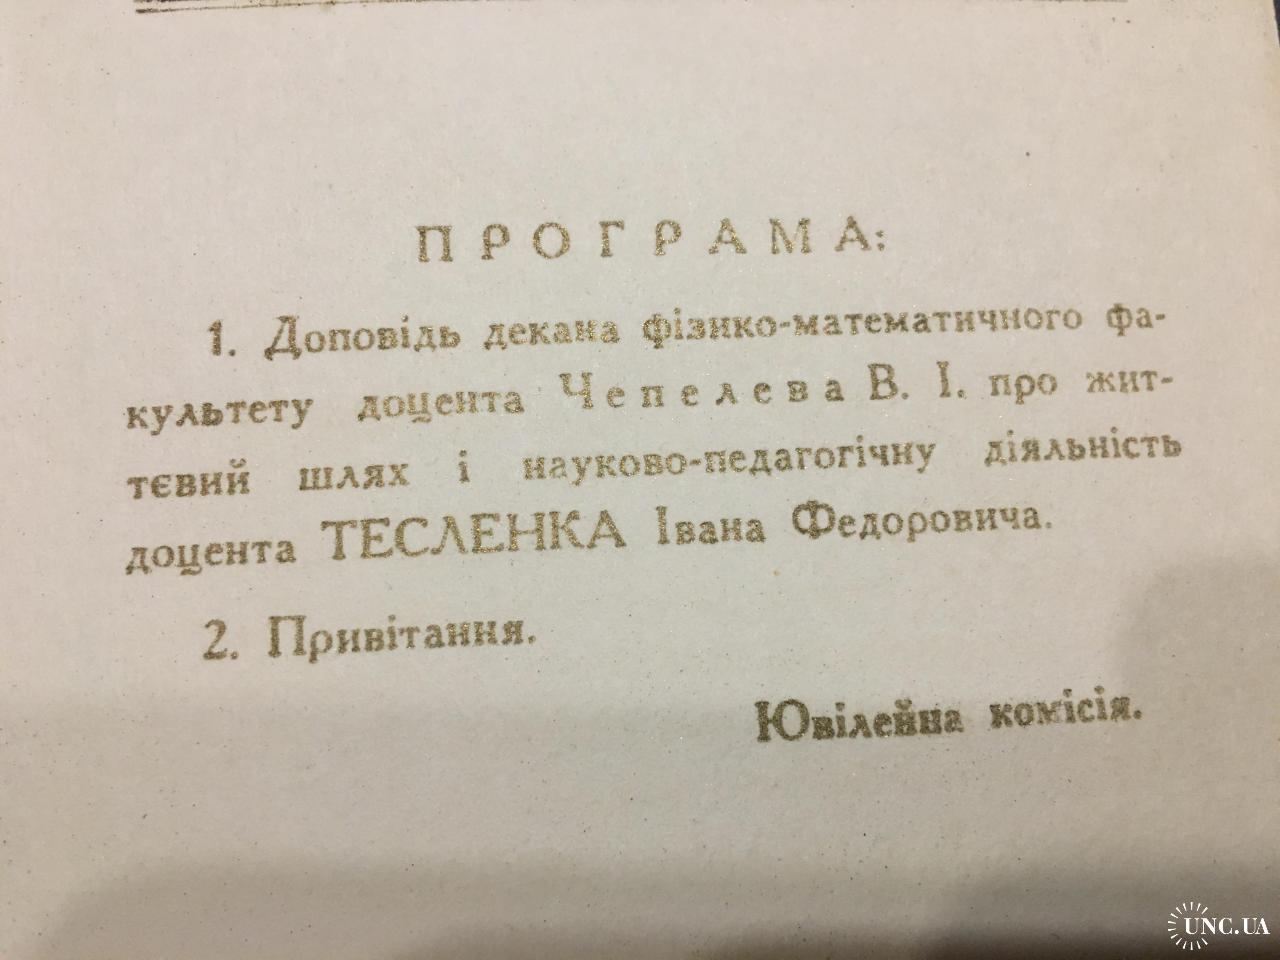 ПРОГРАМА:
1. Доповідь декана фізико-математичного фа-
культету доцента Чепелева В. І. про жит-
тєвий шлях і науково-педагогічну діяльність
доцента ТЕСЛЕНКА Івана Федоровича.
2. Привітання.
Ювілейна комісія.
UNC.UA